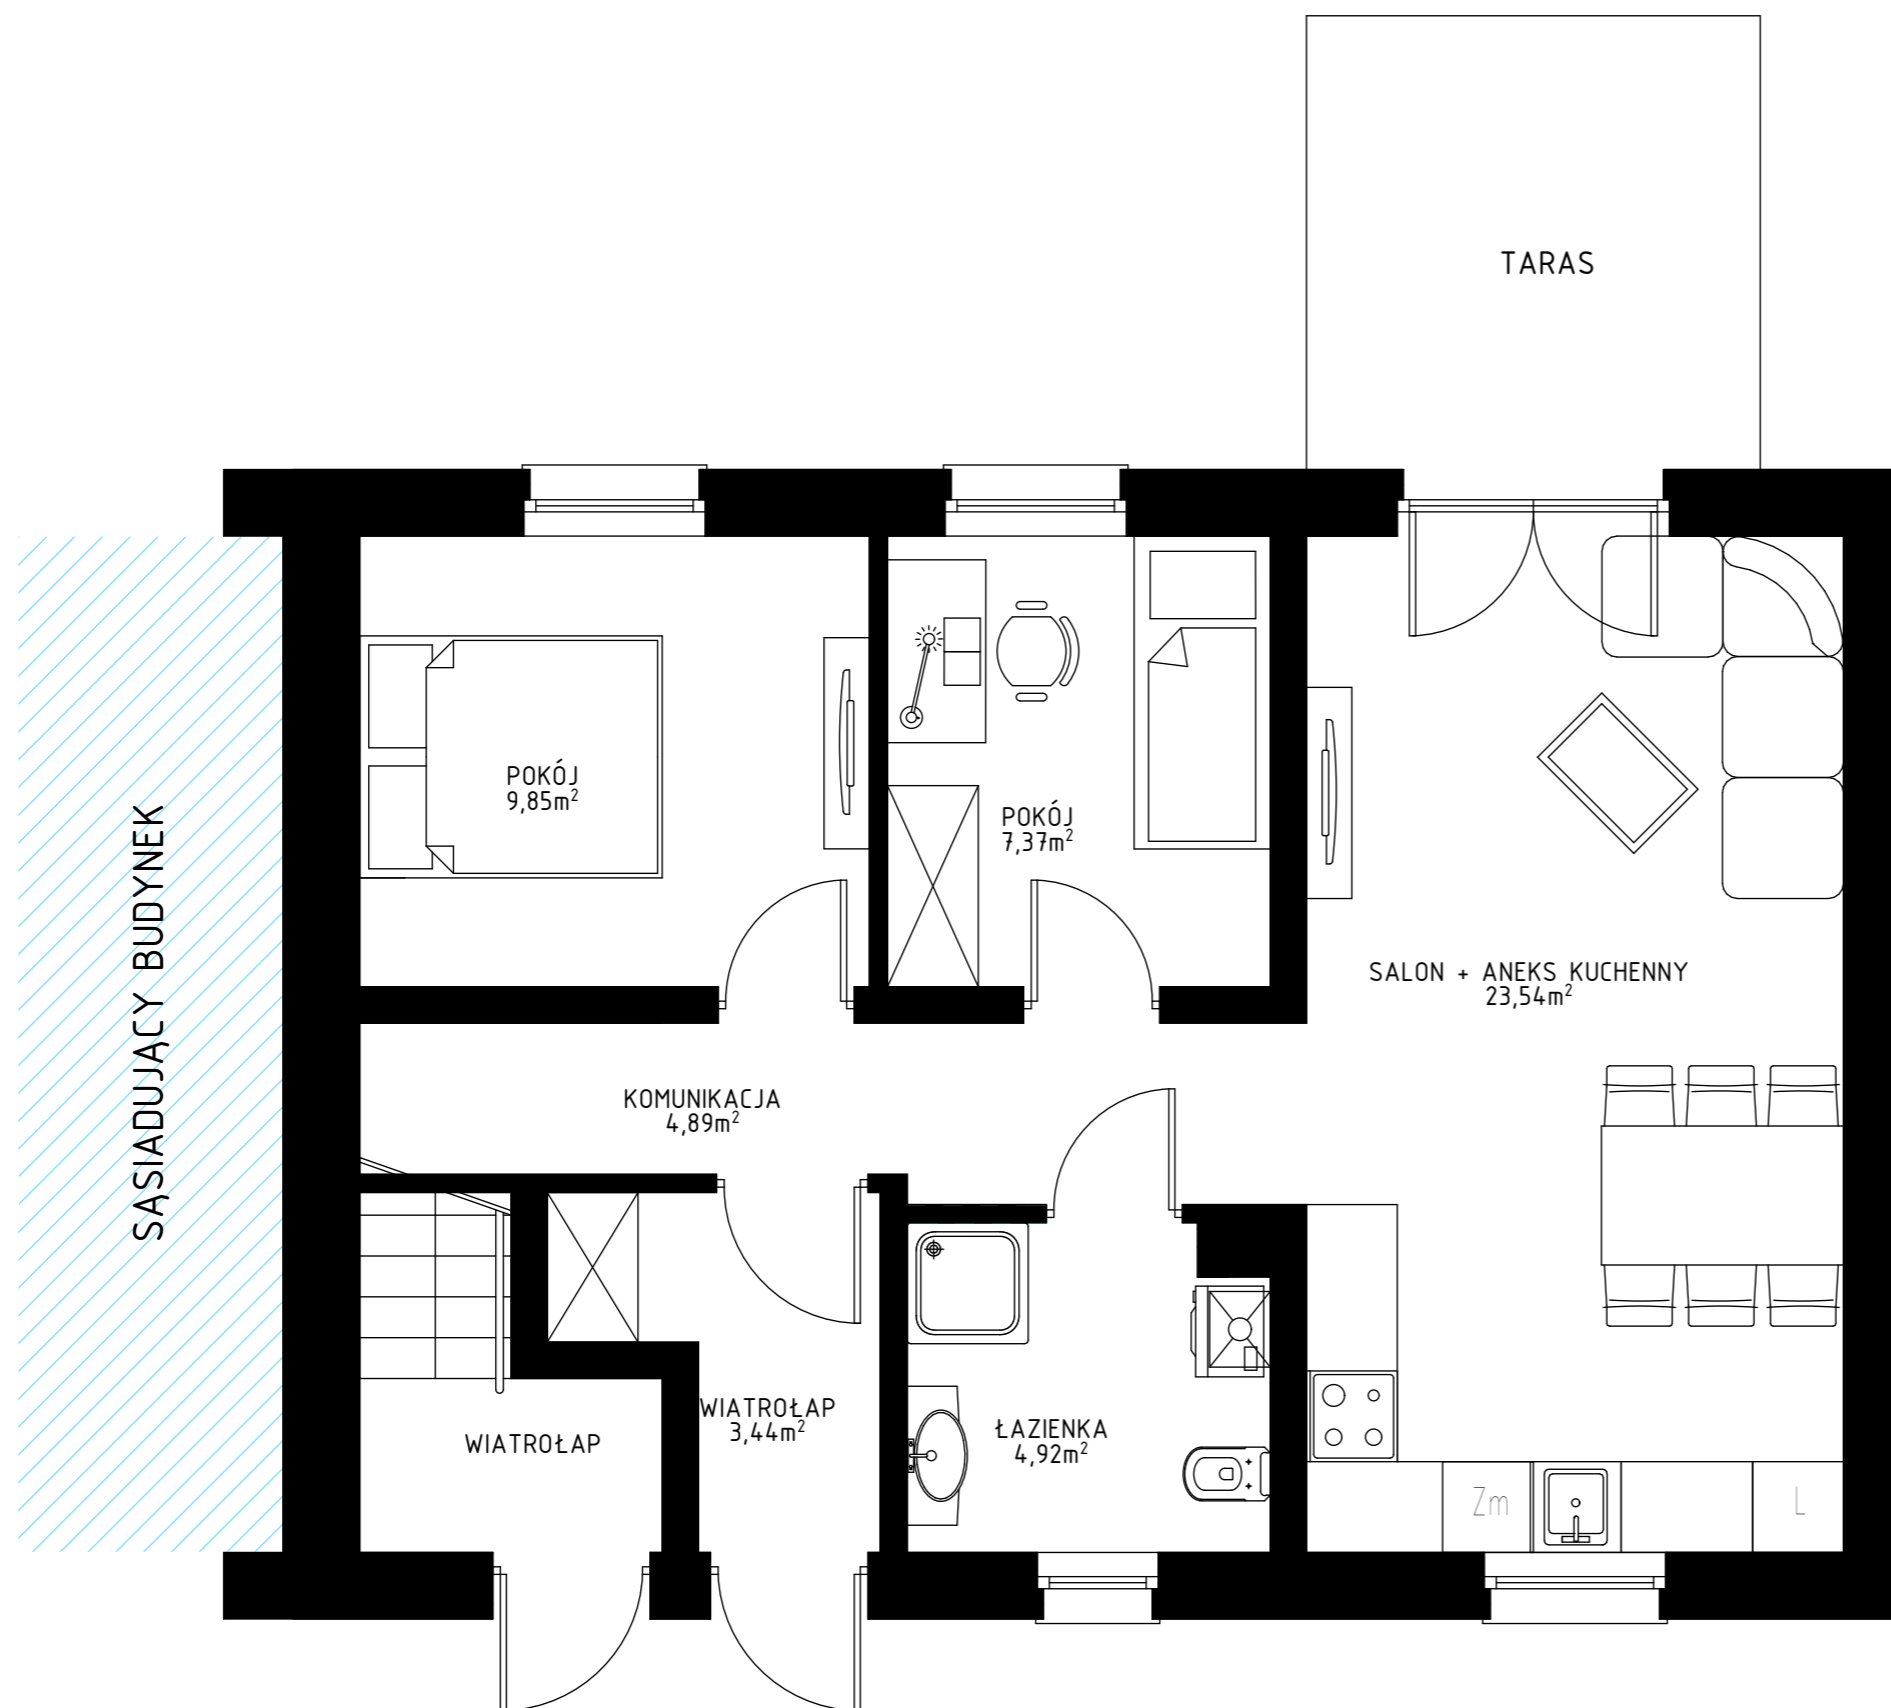 TARAS
POKÓJ
9,85m²
POKÓJ
7,37m²
SALON + ANEKS KUCHENNY
23,54m²
SĄSIADUJĄCY BUDYNEK
KOMUNIKACJA
4,89m²
WIATROŁAP
WIATROŁAP
3,44m²
ŁAZIENKA
4,92m²
Zm
L